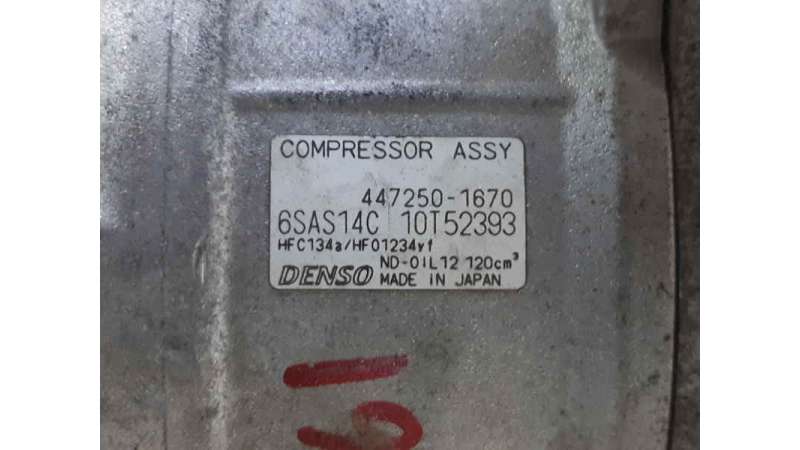 COMPRESSOR ASSY
447250-1670
6SAS14C 10T52393
HFC134a/HFO1234yf
ND-OIL12 120cm³
DENSO MADE IN JAPAN